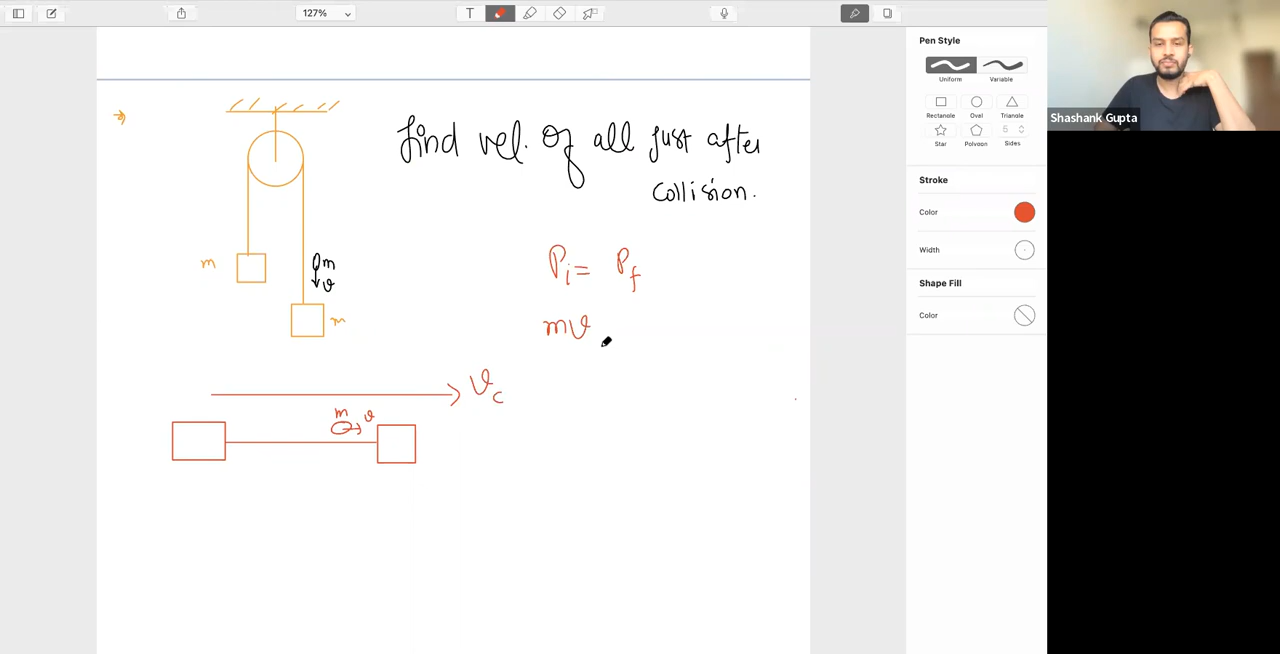 127%
T
Pen Style
Uniform
Variable
Rectangle
Oval
Triangle
Star
Polygon
5
Sides
Stroke
Color
Width
Shape Fill
Color
Shashank Gupta
find vel. of all just after
collision.
m
m
v
m
Pi = Pf
mv
vc
m
v